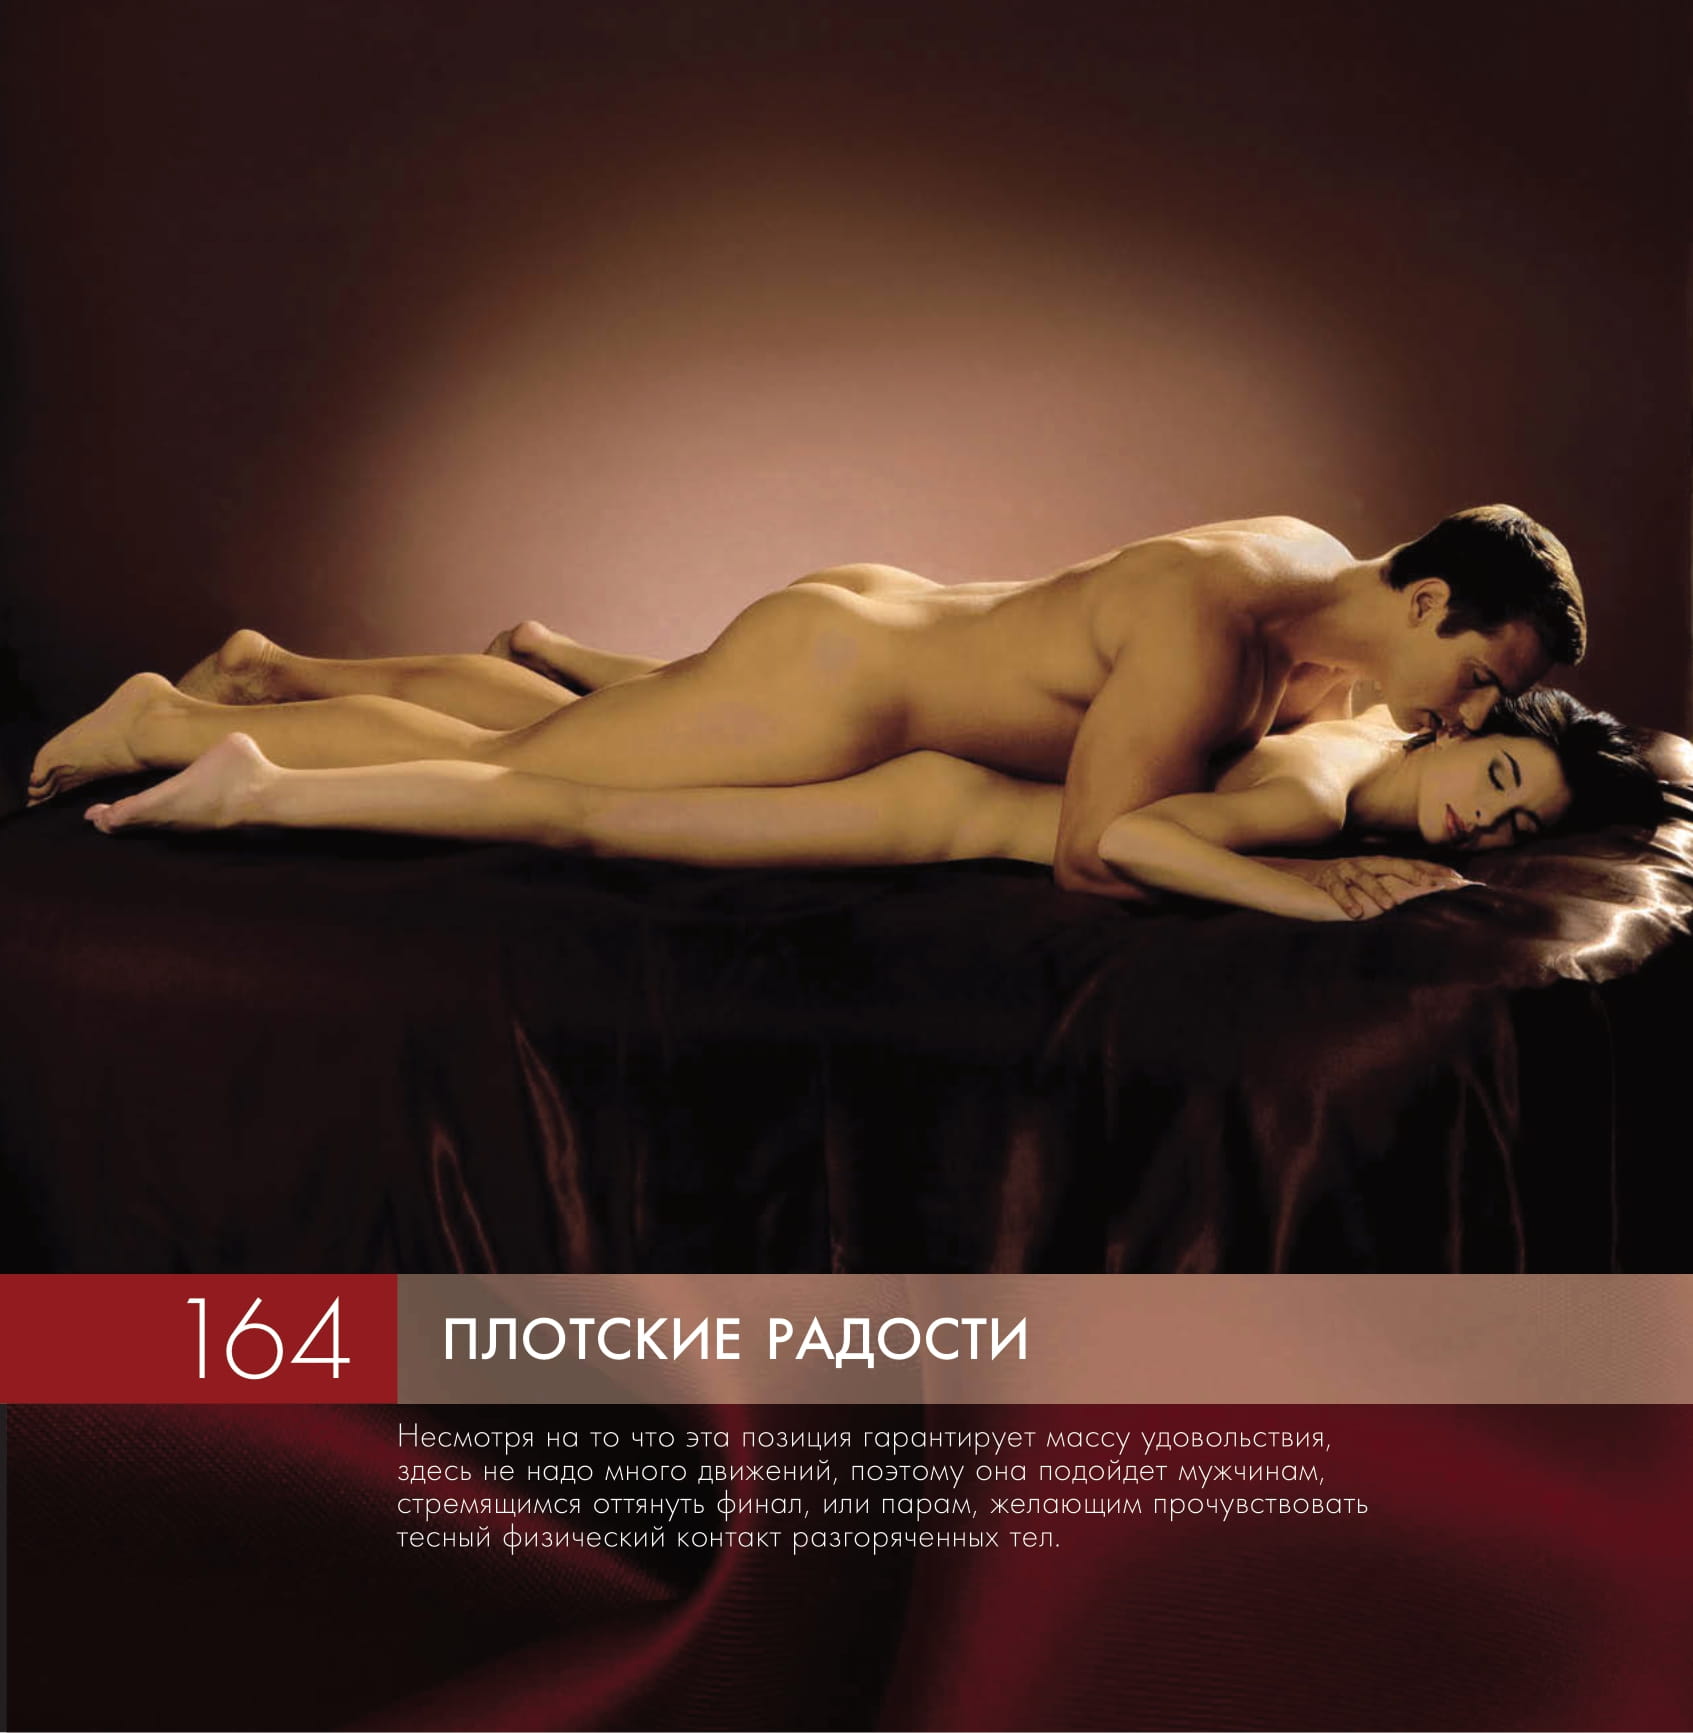 164
ПЛОТСКИЕ РАДОСТИ
Несмотря на то что эта позиция гарантирует массу удовольствия,
здесь не надо много движений, поэтому она подойдет мужчинам,
стремящимся оттянуть финал, или парам, желающим прочувствовать
тесный физический контакт разгоряченных тел.